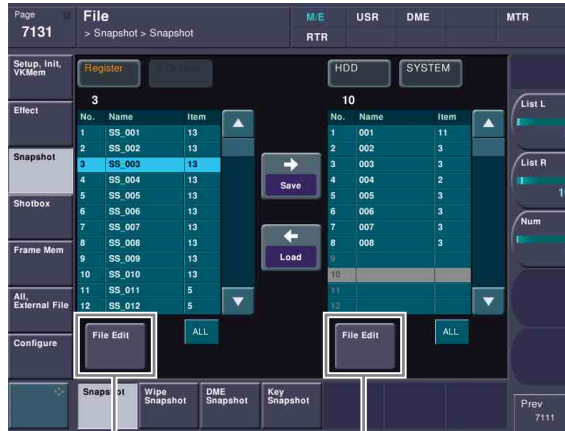 Page
7131
File
> Snapshot > Snapshot
M/E USR DME MTR
RTR
Setup, Init,
VKMem
Effect
Snapshot
Shotbox
Frame Mem
All,
External File
Configure
Register
HDD SYSTEM
3
No. Name Item
1 SS_001 13
2 SS_002 13
3 SS_003 13
4 SS_004 13
5 SS_005 13
6 SS_006 13
7 SS_007 13
8 SS_008 13
9 SS_009 13
10 SS_010 13
11 SS_011 5
12 SS_012 5
Save
Load
10
No. Name Item
1 001 11
2 002 3
3 003 3
4 004 2
5 005 3
6 006 3
7 007 3
8 008 3
9
10
11
12
File Edit ALL
File Edit ALL
List L
List R
Num
Snapshot
Wipe
Snapshot
DME
Snapshot
Key
Snapshot
Prev
7111